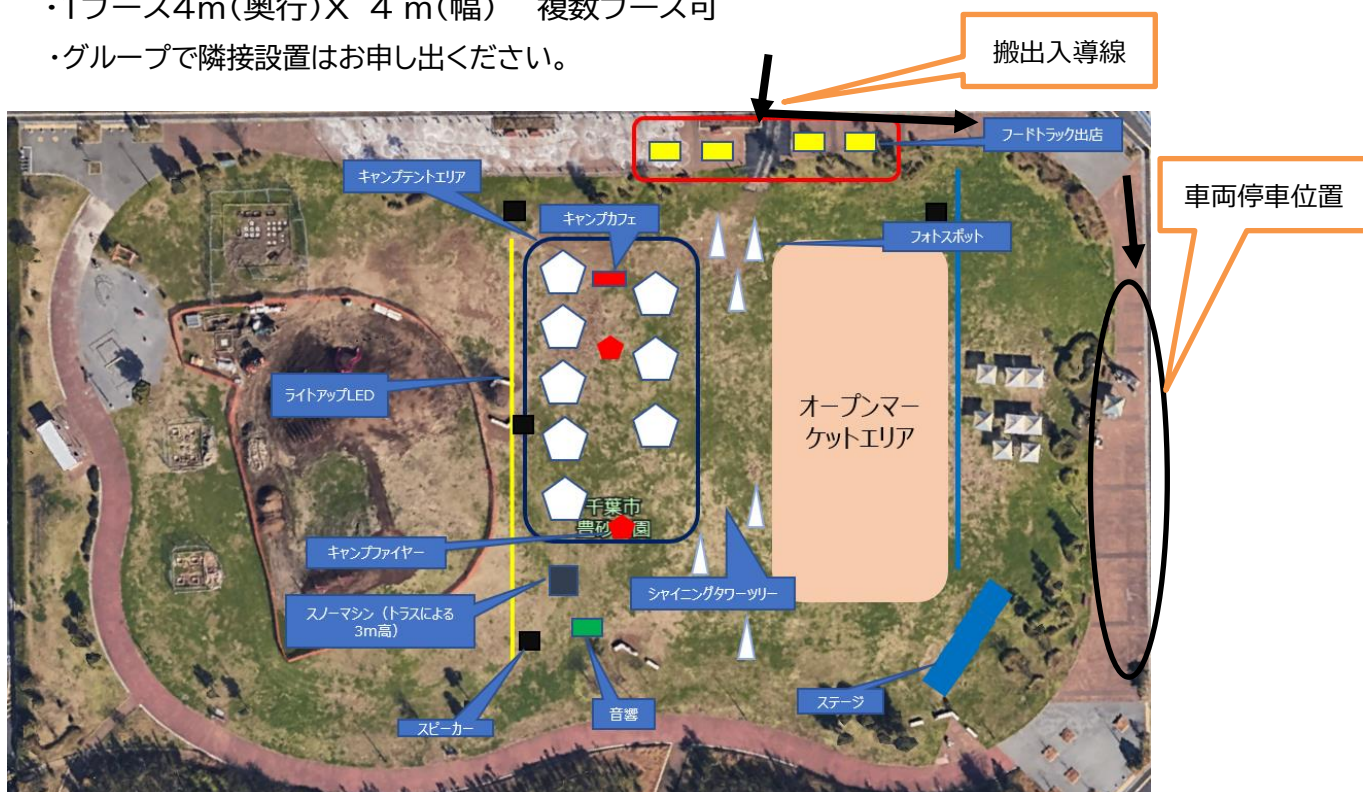 ・1ブース4m(奥行)X 4m(幅) 複数ブース可
・グループで隣接設置はお申し出ください。
搬出入導線
フードトラック出店
車両停車位置
キャンプテントエリア
キャンプカフェ
フォトスポット
ライトアップLED
オープンマー
ケットエリア
千葉市
豊砂公園
キャンプファイヤー
スノーマシン(トラスによる
3m高)
シャイニングタワーツリー
スピーカー
音響
ステージ